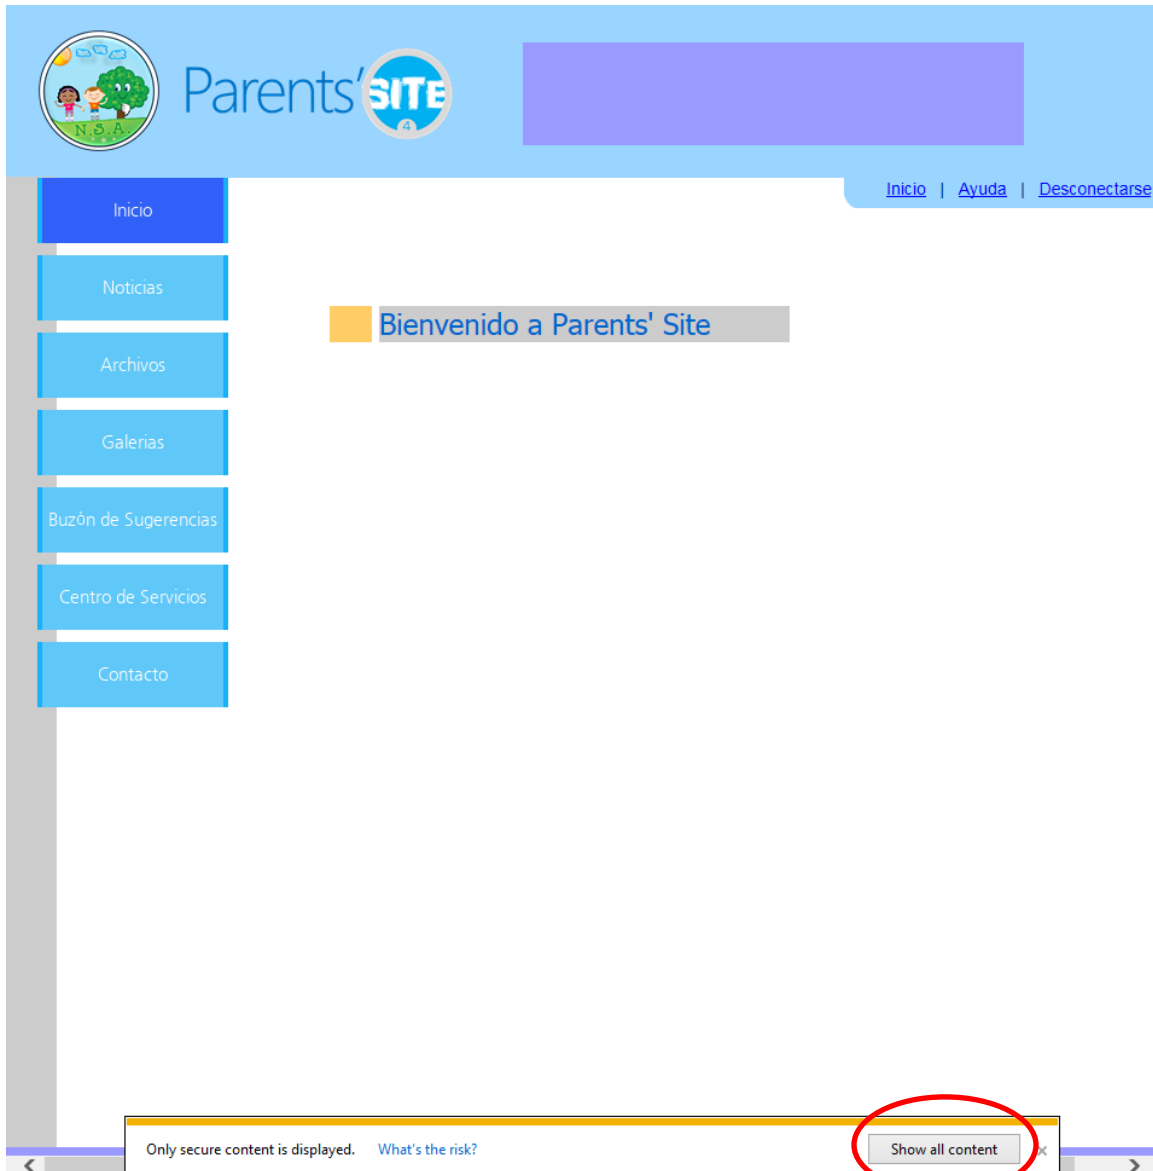 N.S.A.
Parents' SITE
4
Inicio | Ayuda | Desconectarse
Inicio
Noticias
Archivos
Galerias
Buzón de Sugerencias
Centro de Servicios
Contacto
Bienvenido a Parents' Site
Only secure content is displayed. What's the risk? Show all content ×